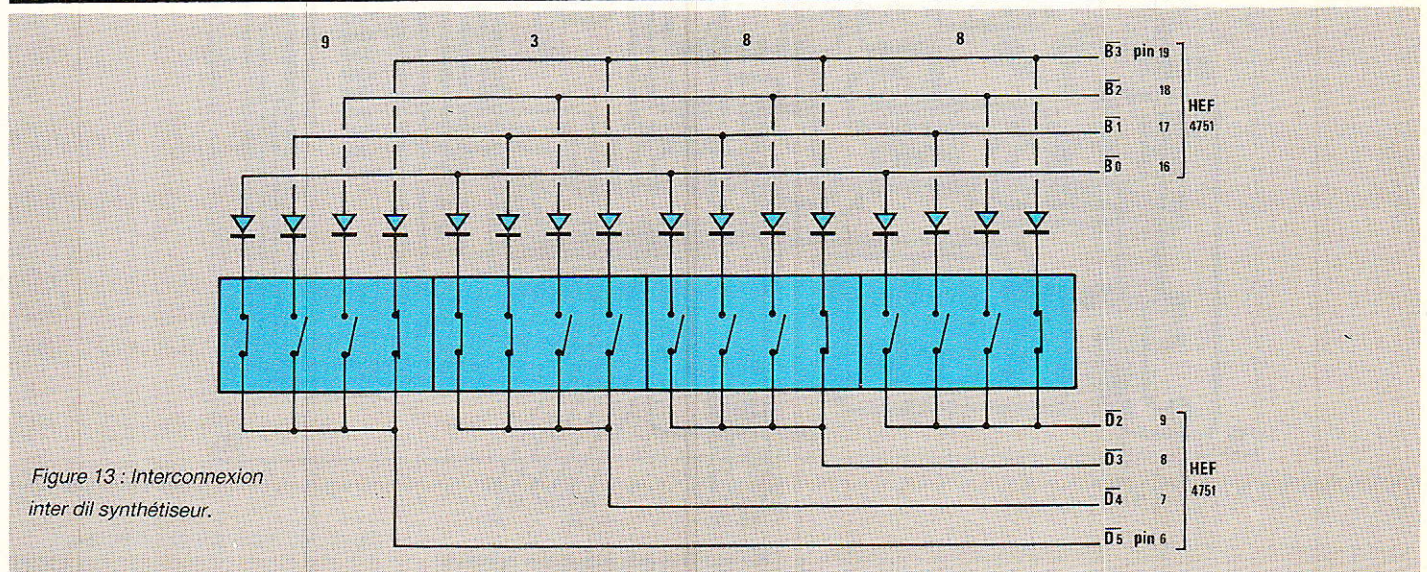 9 3 8 8
B̅3 pin 19
B̅2 18
B̅1 17
B̅0 16
HEF
4751
D̅2 9
D̅3 8
D̅4 7
D̅5 pin 6
HEF
4751
Figure 13 : Interconnexion
inter dil synthétiseur.